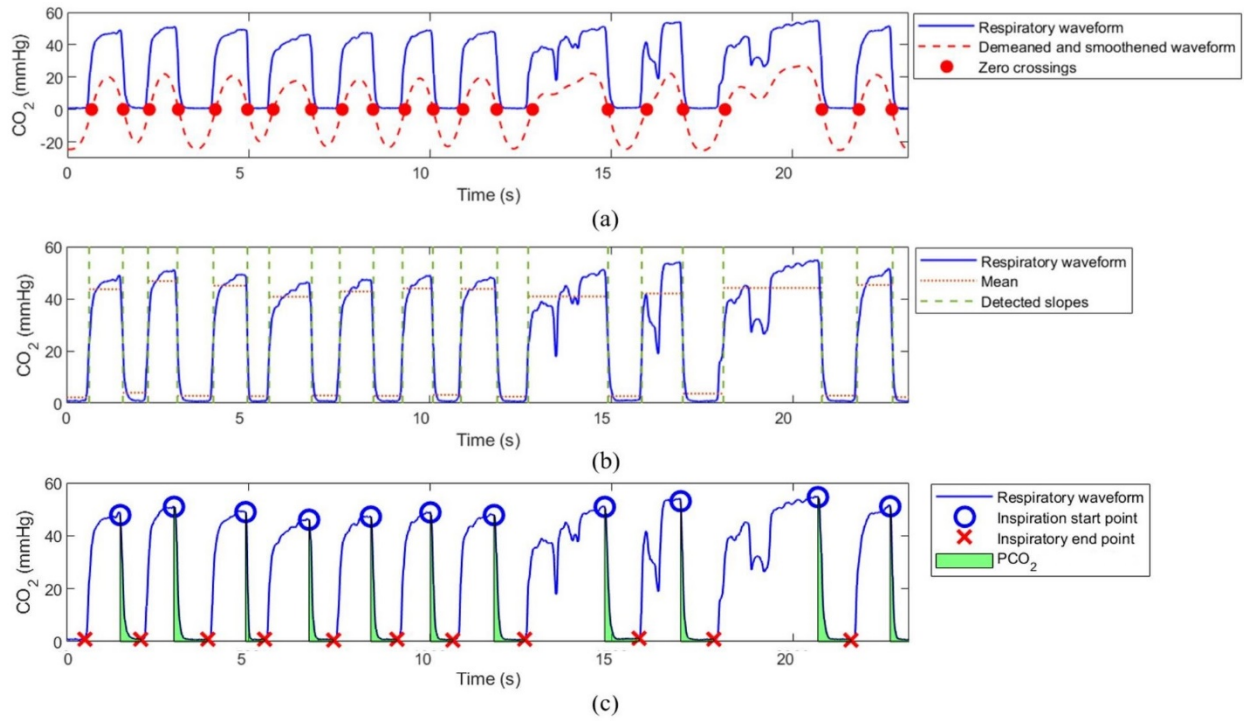 60
40
20
0
-20
CO2 (mmHg)
0 5 10 15 20
Time (s)
Respiratory waveform
Demeaned and smoothened waveform
Zero crossings
(a)
60
40
20
0
CO2 (mmHg)
0 5 10 15 20
Time (s)
Respiratory waveform
Mean
Detected slopes
(b)
60
40
20
0
CO2 (mmHg)
0 5 10 15 20
Time (s)
Respiratory waveform
Inspiration start point
Inspiratory end point
PCO2
(c)